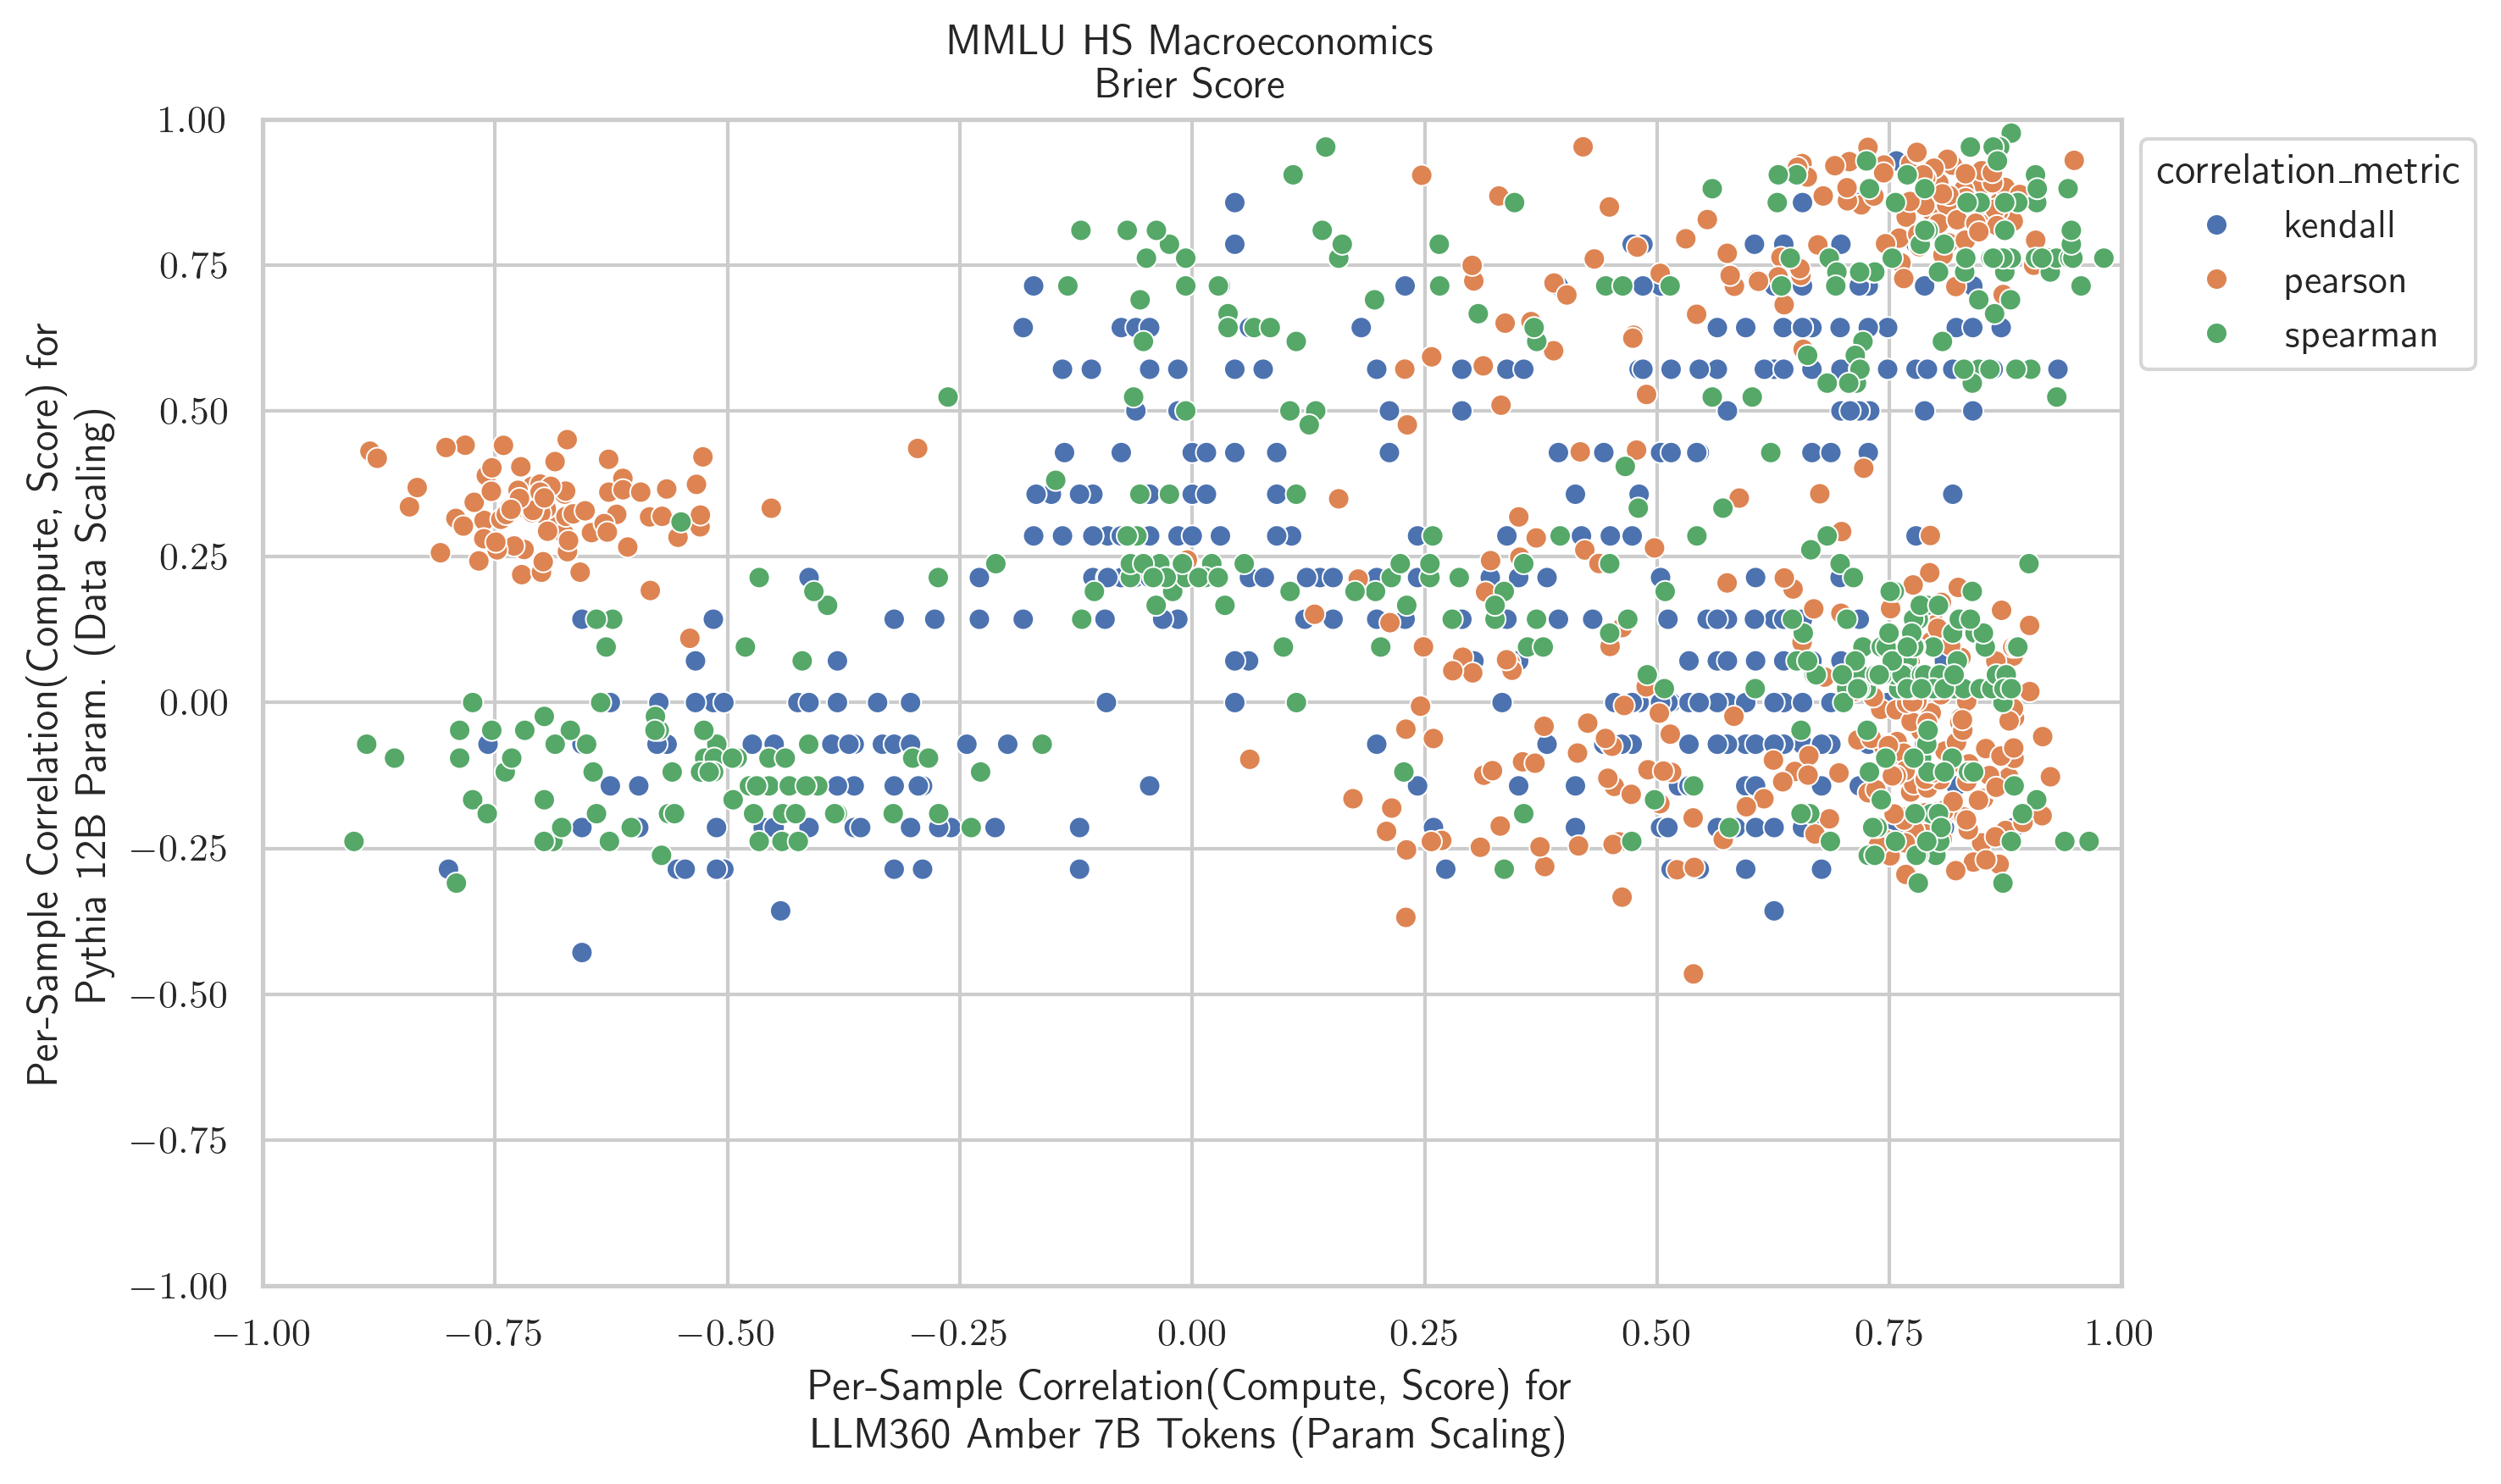 MMLU HS Macroeconomics
Brier Score
Per-Sample Correlation(Compute, Score) for
Pythia 12B Param. (Data Scaling)
1.00
0.75
0.50
0.25
0.00
−0.25
−0.50
−0.75
−1.00
−1.00 −0.75 −0.50 −0.25 0.00 0.25 0.50 0.75 1.00
Per-Sample Correlation(Compute, Score) for
LLM360 Amber 7B Tokens (Param Scaling)
correlation_metric
kendall
pearson
spearman